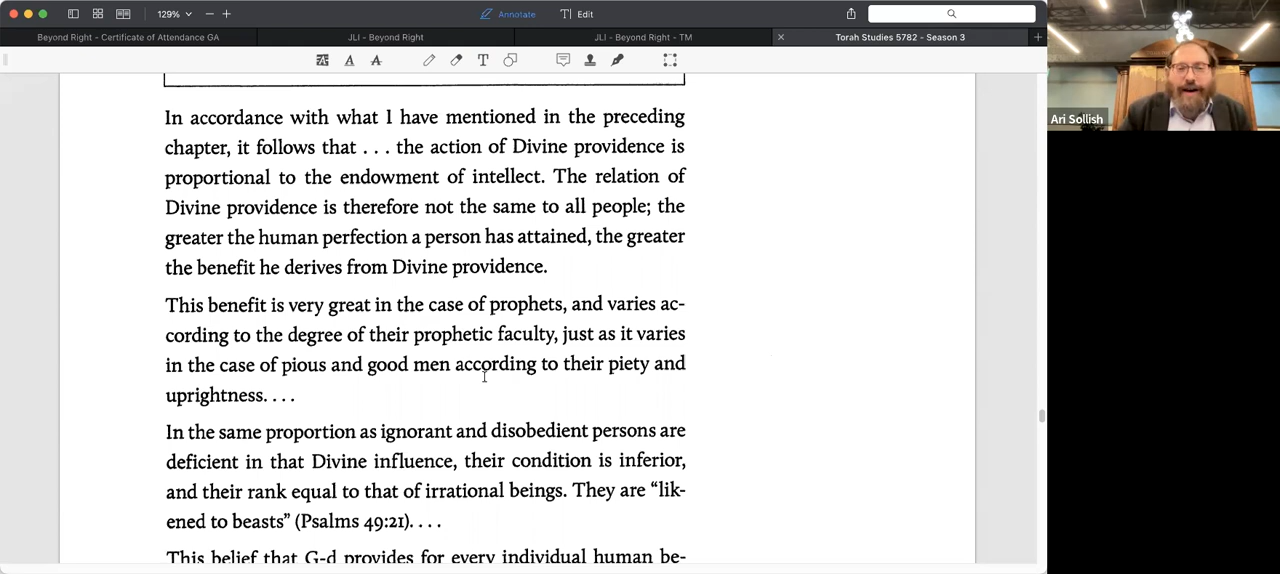 129%
Annotate
Edit
Beyond Right - Certificate of Attendance GA
JLI - Beyond Right
JLI - Beyond Right - TM
Torah Studies 5782 - Season 3
In accordance with what I have mentioned in the preceding
chapter, it follows that . . . the action of Divine providence is
proportional to the endowment of intellect. The relation of
Divine providence is therefore not the same to all people; the
greater the human perfection a person has attained, the greater
the benefit he derives from Divine providence.
This benefit is very great in the case of prophets, and varies ac-
cording to the degree of their prophetic faculty, just as it varies
in the case of pious and good men according to their piety and
uprightness. . . .
In the same proportion as ignorant and disobedient persons are
deficient in that Divine influence, their condition is inferior,
and their rank equal to that of irrational beings. They are “lik-
ened to beasts” (Psalms 49:21). . . .
This belief that G-d provides for every individual human be-
Ari Sollish